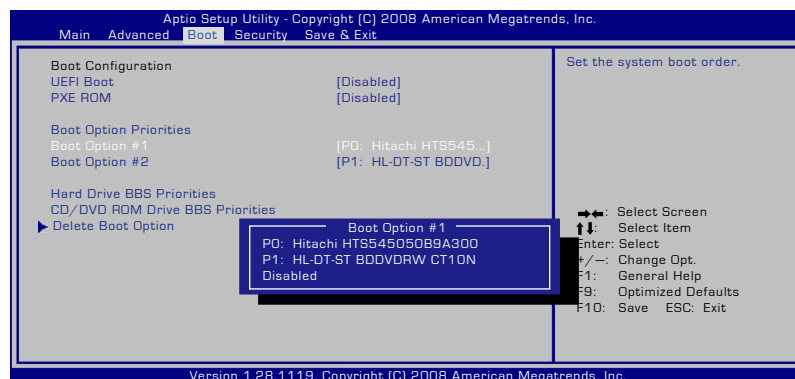 Aptio Setup Utility - Copyright (C) 2008 American Megatrends, Inc.
Main Advanced Boot Security Save & Exit
Boot Configuration
UEFI Boot [Disabled]
PXE ROM [Disabled]
Boot Option Priorities
Boot Option #1 [P0: Hitachi HTS545...]
Boot Option #2 [P1: HL-DT-ST BDDVD.]
Hard Drive BBS Priorities
CD/DVD ROM Drive BBS Priorities
Delete Boot Option
Boot Option #1
P0: Hitachi HTS545050B9A300
P1: HL-DT-ST BDDVDRW CT10N
Disabled
Set the system boot order.
→←: Select Screen
↑↓: Select Item
Enter: Select
+/—: Change Opt.
F1: General Help
F9: Optimized Defaults
F10: Save ESC: Exit
Version 1.28.1119. Copyright (C) 2008 American Megatrends, Inc.